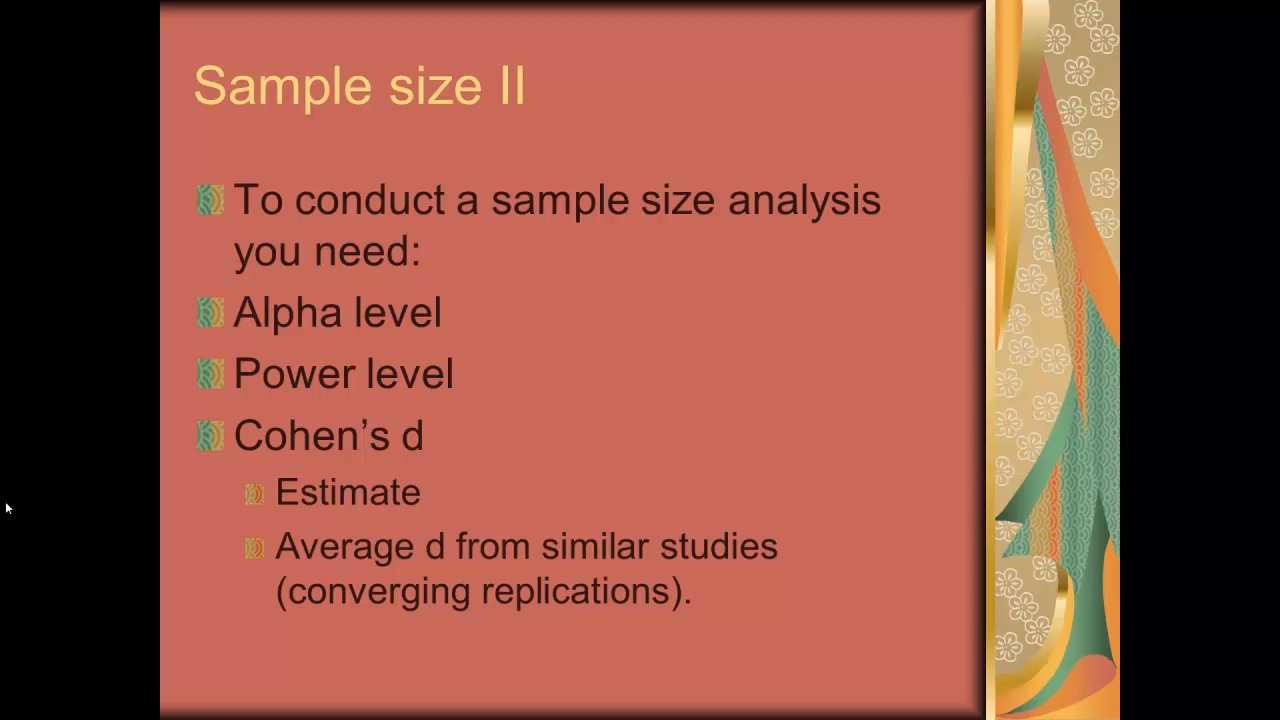 Sample size II
To conduct a sample size analysis
you need:
Alpha level
Power level
Cohen’s d
Estimate
Average d from similar studies
(converging replications).